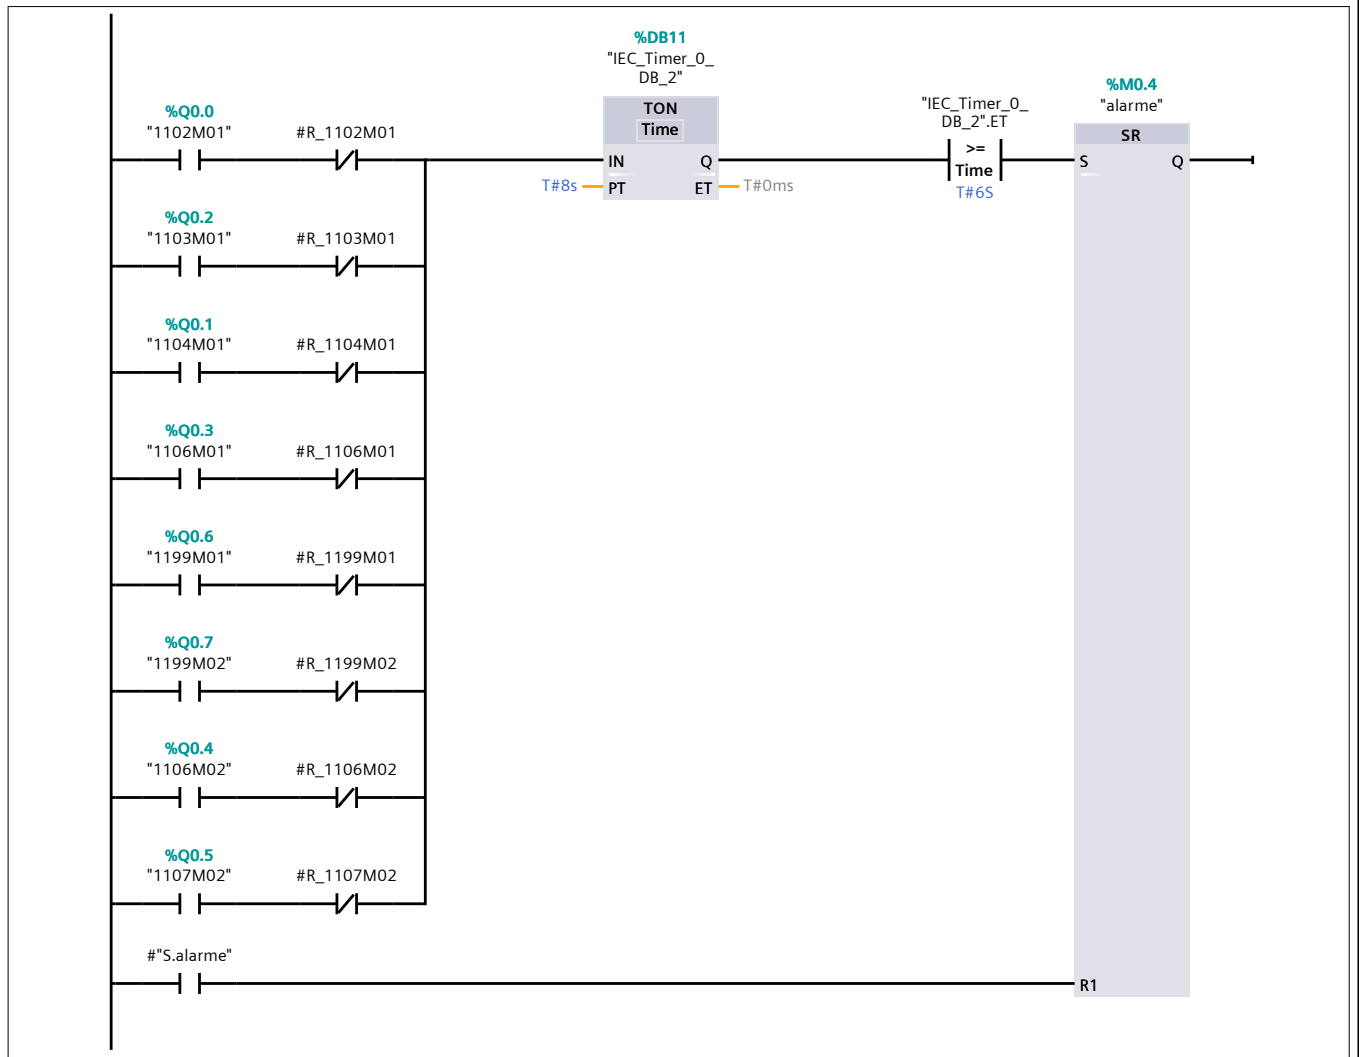 %DB11
"IEC_Timer_0_
DB_2"
TON
Time
IN
Q
T#8s
PT
ET
T#0ms
"IEC_Timer_0_
DB_2".ET
>=
Time
T#6S
%M0.4
"alarme"
SR
S
Q
R1
%Q0.0
"1102M01"
#R_1102M01
%Q0.2
"1103M01"
#R_1103M01
%Q0.1
"1104M01"
#R_1104M01
%Q0.3
"1106M01"
#R_1106M01
%Q0.6
"1199M01"
#R_1199M01
%Q0.7
"1199M02"
#R_1199M02
%Q0.4
"1106M02"
#R_1106M02
%Q0.5
"1107M02"
#R_1107M02
#"S.alarme"